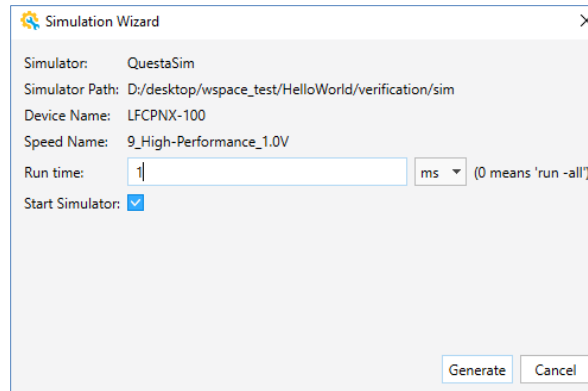 Simulation Wizard
Simulator: QuestaSim
Simulator Path: D:/desktop/wspace_test/HelloWorld/verification/sim
Device Name: LFCPNX-100
Speed Name: 9_High-Performance_1.0V
Run time: 1 ms (0 means 'run -all')
Start Simulator:
Generate Cancel